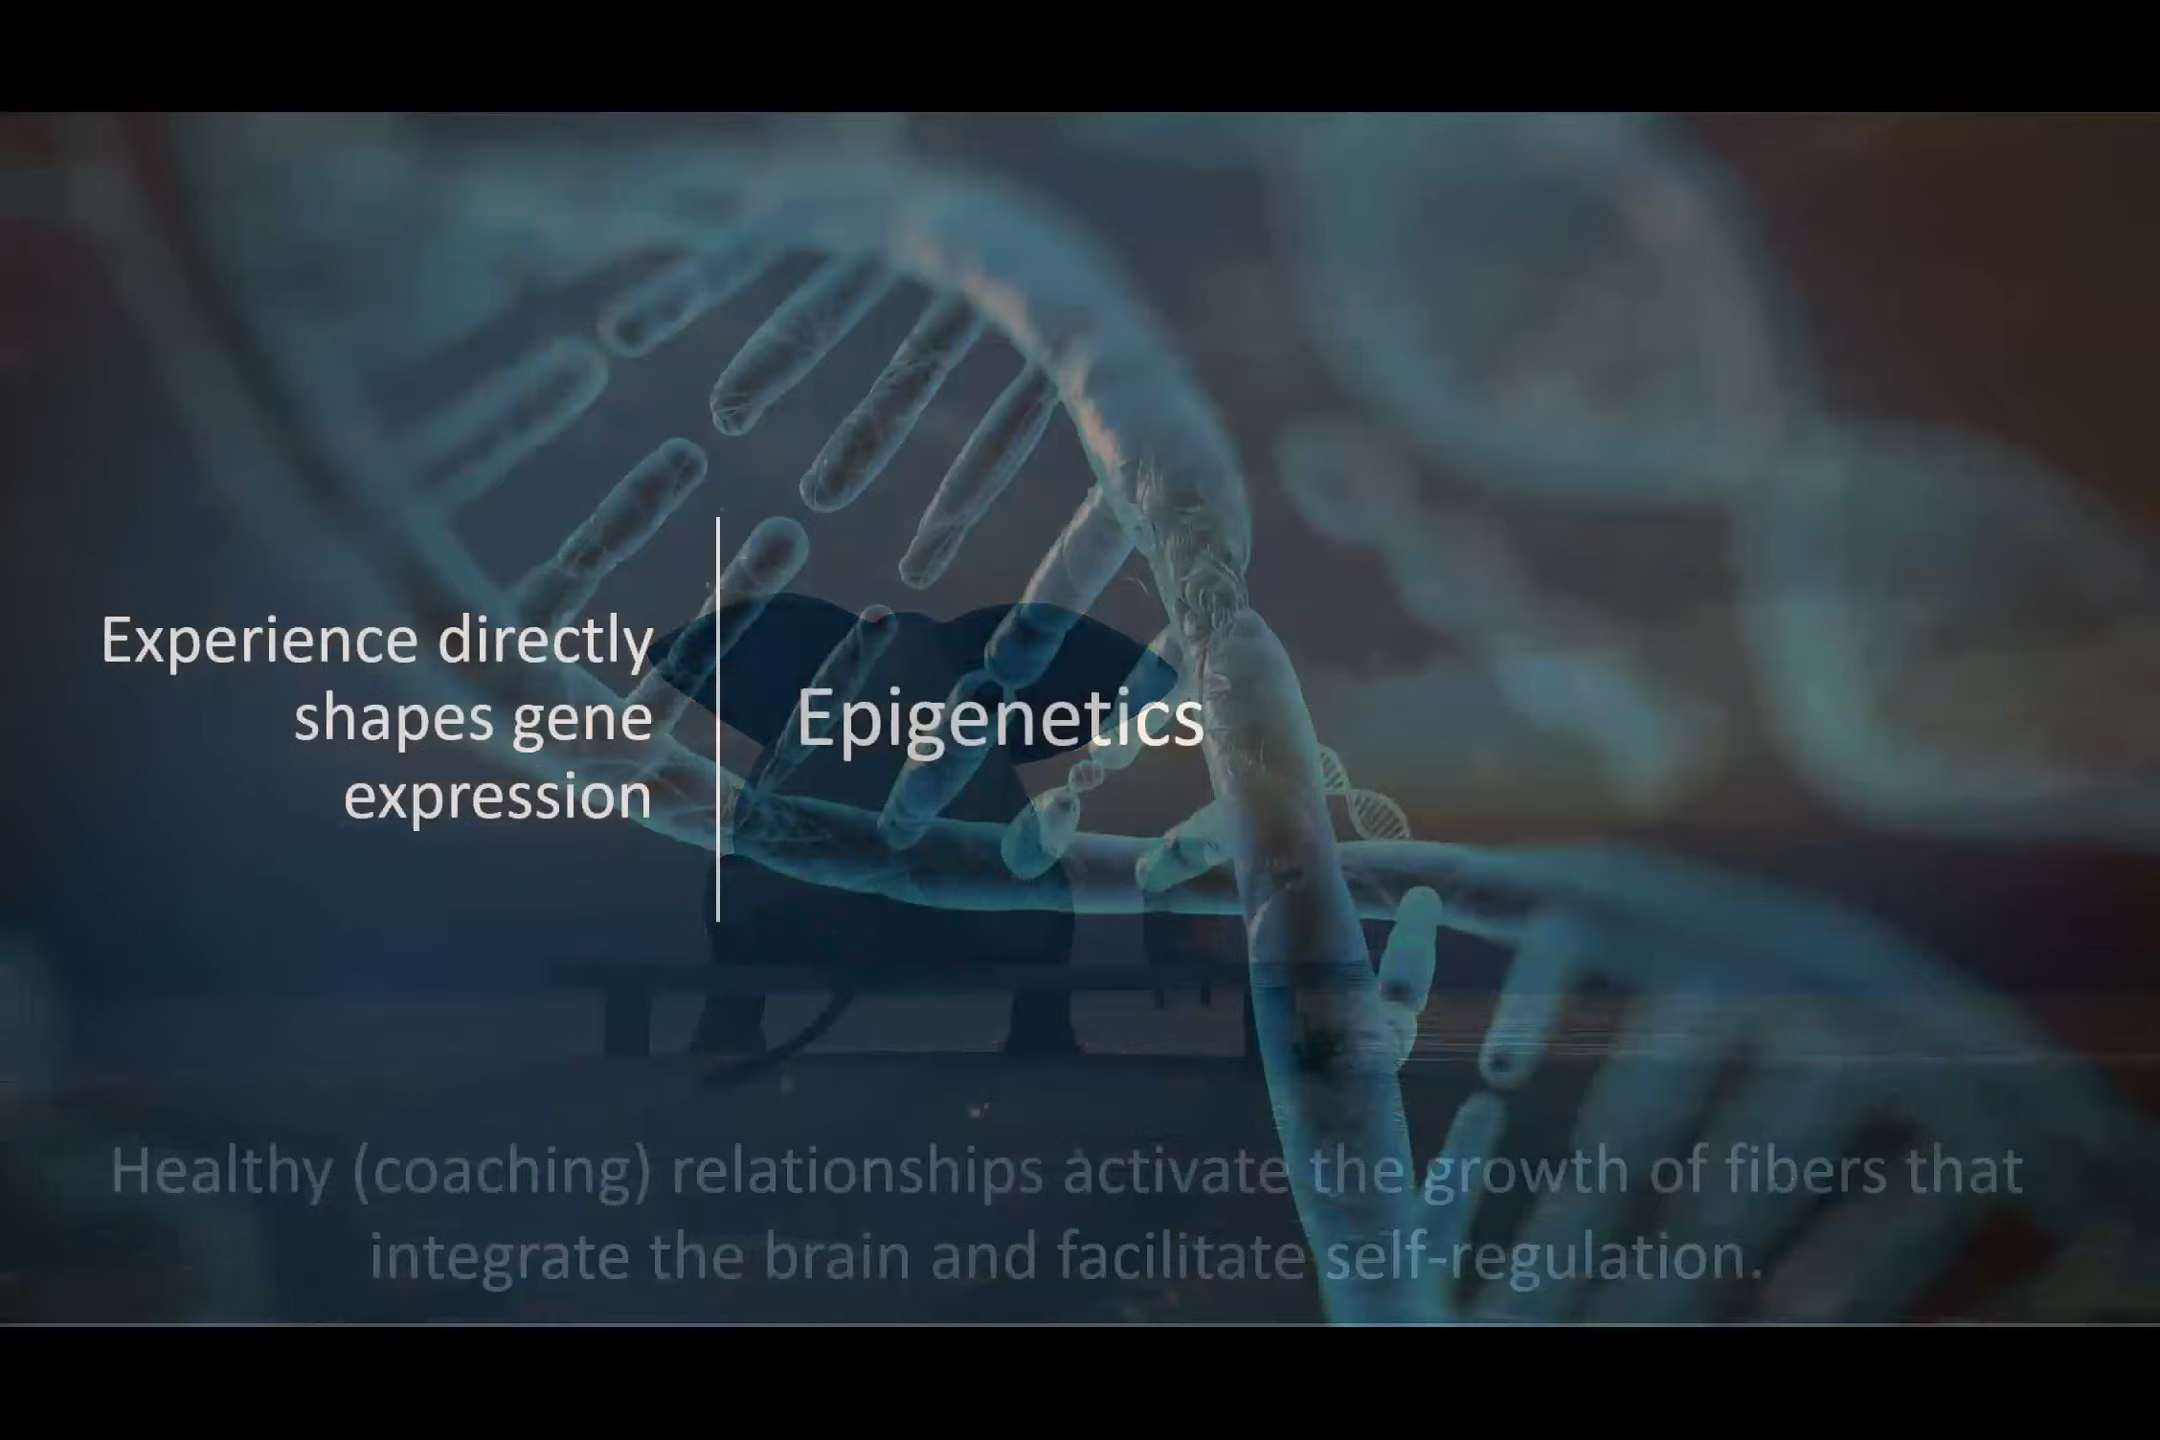 Experience directly
shapes gene
expression
Epigenetics
Healthy (coaching) relationships activate the growth of fibers that
integrate the brain and facilitate self-regulation.